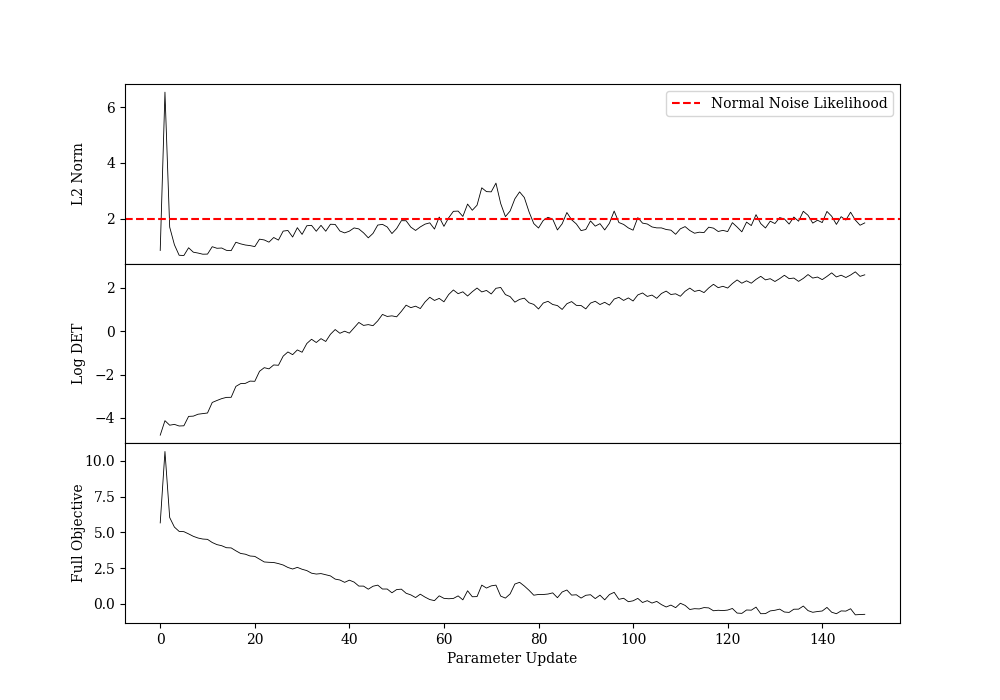 Normal Noise Likelihood
L2 Norm
6
4
2
Log DET
2
0
−2
−4
Full Objective
10.0
7.5
5.0
2.5
0.0
0 20 40 60 80 100 120 140
Parameter Update